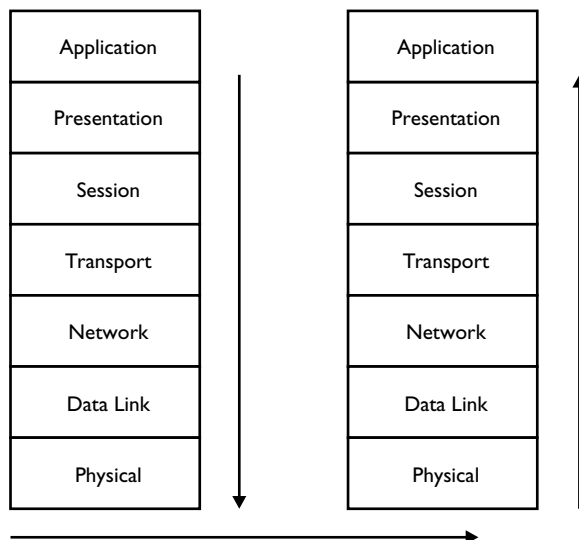 Application
Presentation
Session
Transport
Network
Data Link
Physical
Application
Presentation
Session
Transport
Network
Data Link
Physical